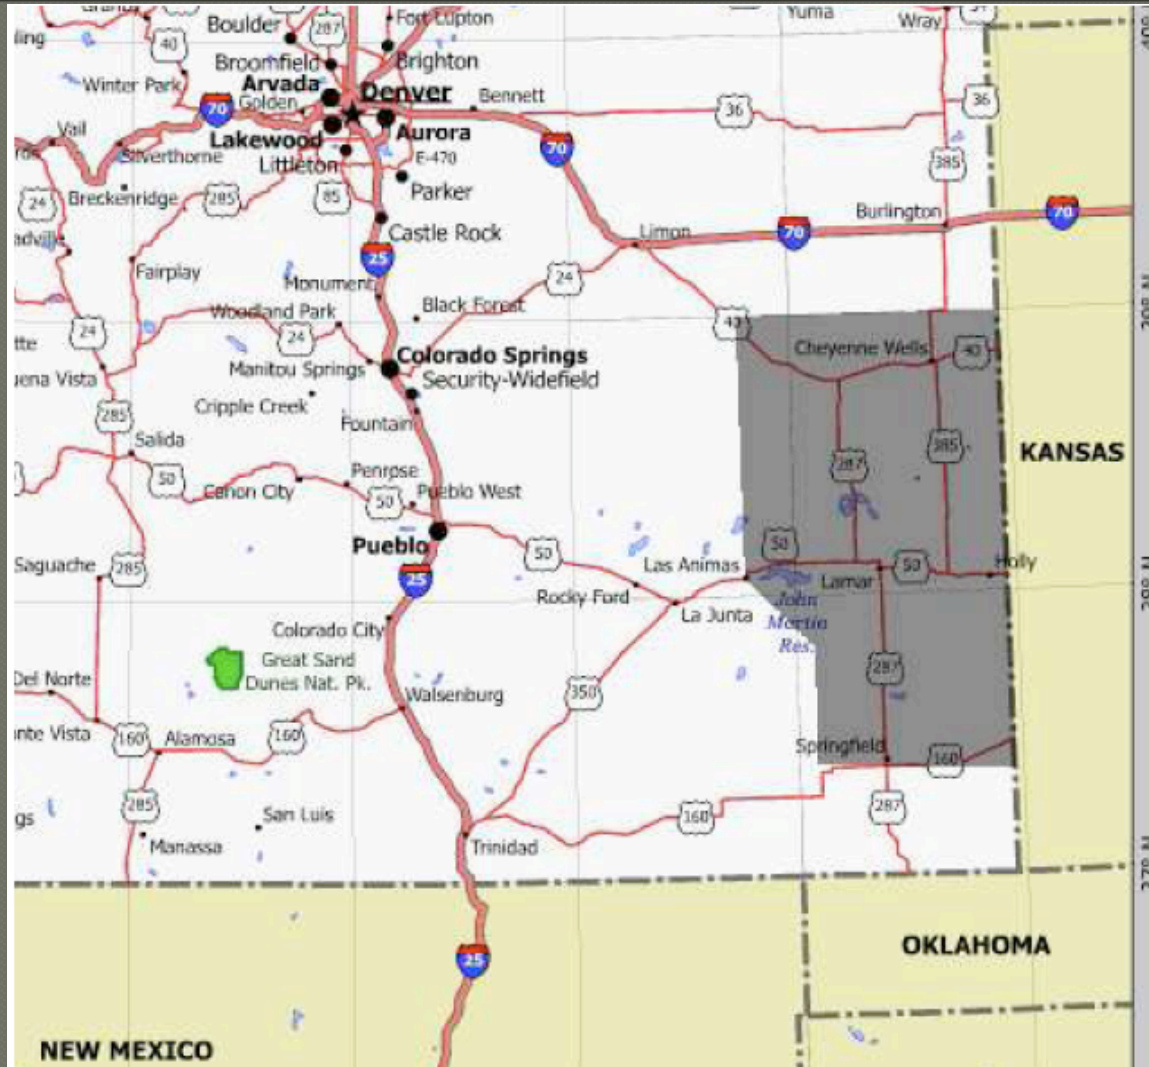 Boulder
287
Fort Lupton
Yuma
Wray
40
Broomfield
Brighton
Winter Park
Arvada
Denver
70
Golden
Bennett
36
36
Vail
Lakewood
Aurora
70
Silverthorne
Littleton
E-470
385
24
Breckenridge
285
85
Parker
Burlington
70
Castle Rock
Limon
70
25
Fairplay
Monument
24
Woodland Park
Black Forest
24
24
Cheyenne Wells
40
Manitou Springs
Colorado Springs
Security-Widefield
Cripple Creek
285
Fountain
385
KANSAS
Salida
287
50
Penrose
Canon City
50
Pueblo West
Pueblo
50
50
Saguache
285
25
Las Animas
50
Holly
Rocky Ford
Lamar
La Junta
John
Martin
Res.
Colorado City
Great Sand
Dunes Nat. Pk.
287
Del Norte
Walsenburg
350
160
Alamosa
160
Springfield
160
285
San Luis
160
287
Manassa
Trinidad
OKLAHOMA
25
NEW MEXICO